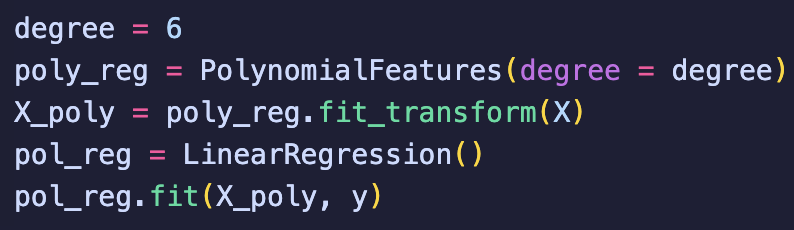 degree = 6
poly_reg = PolynomialFeatures(degree = degree)
X_poly = poly_reg.fit_transform(X)
pol_reg = LinearRegression()
pol_reg.fit(X_poly, y)